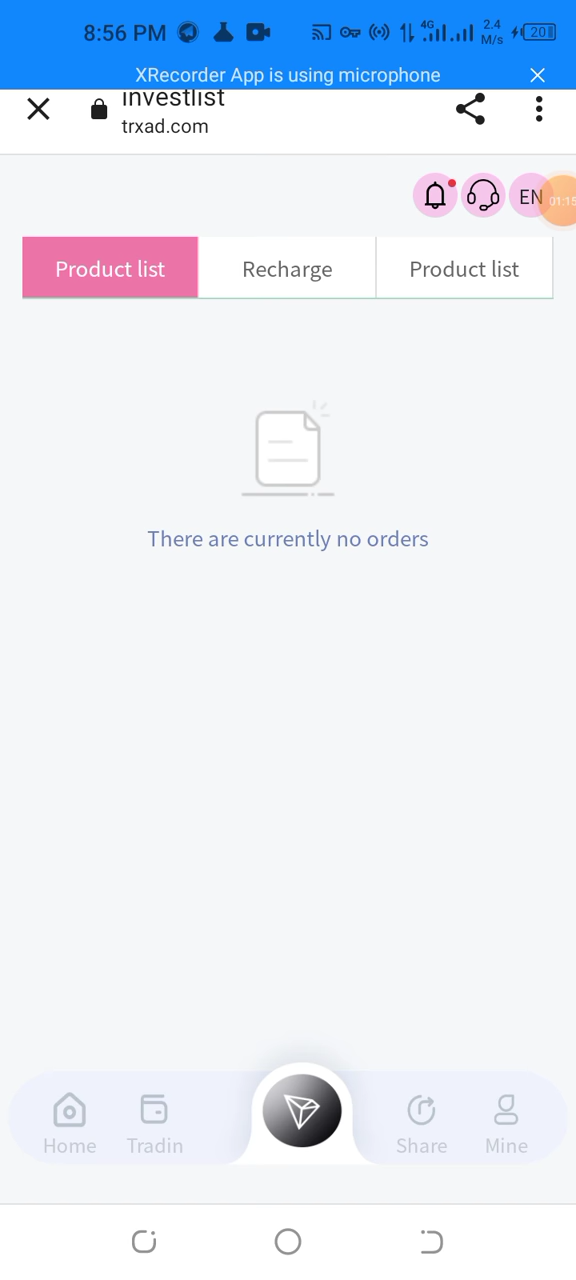 8:56 PM 4G 2.4 M/s 20
XRecorder App is using microphone
investlist
trxad.com
EN 01:15
Product list Recharge Product list
There are currently no orders
Home Tradin Share Mine